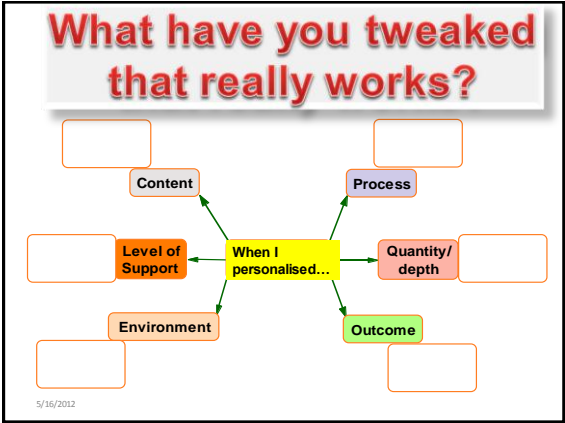 What have you tweaked
that really works?
Content
Process
Level of
Support
When I
personalised...
Quantity/
depth
Environment
Outcome
5/16/2012